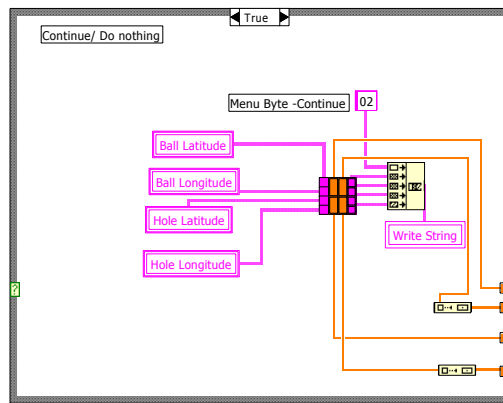 True
Continue/ Do nothing
Menu Byte -Continue
02
Ball Latitude
Ball Longitude
Hole Latitude
Write String
Hole Longitude
?